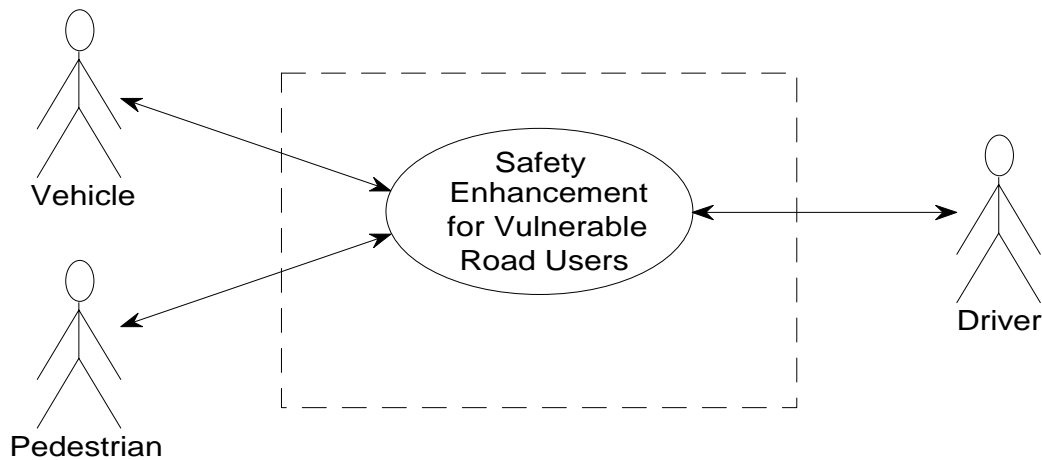 Vehicle
Pedestrian
Safety
Enhancement
for Vulnerable
Road Users
Driver